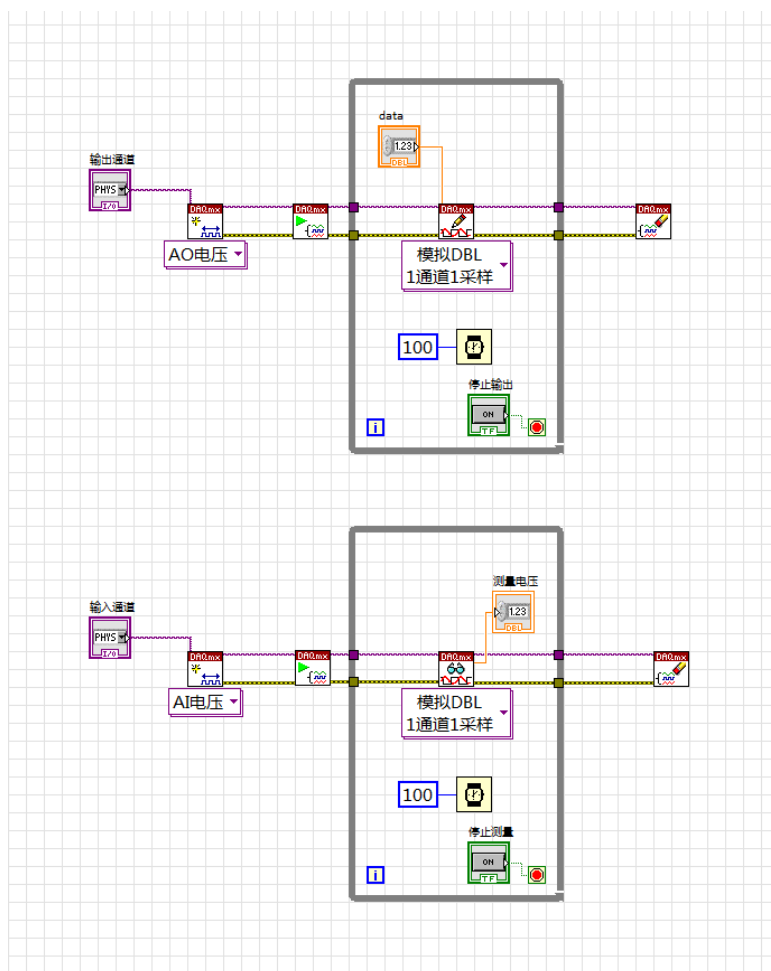 data
1.23
DBL
输出通道
PHYS
I/O
DAQmx
DAQmx
DAQmx
DAQmx
AO电压
模拟DBL
1通道1采样
100
停止输出
ON
TF
i
测量电压
1.23
DBL
输入通道
PHYS
I/O
DAQmx
DAQmx
DAQmx
DAQmx
AI电压
模拟DBL
1通道1采样
100
停止测量
ON
TF
i